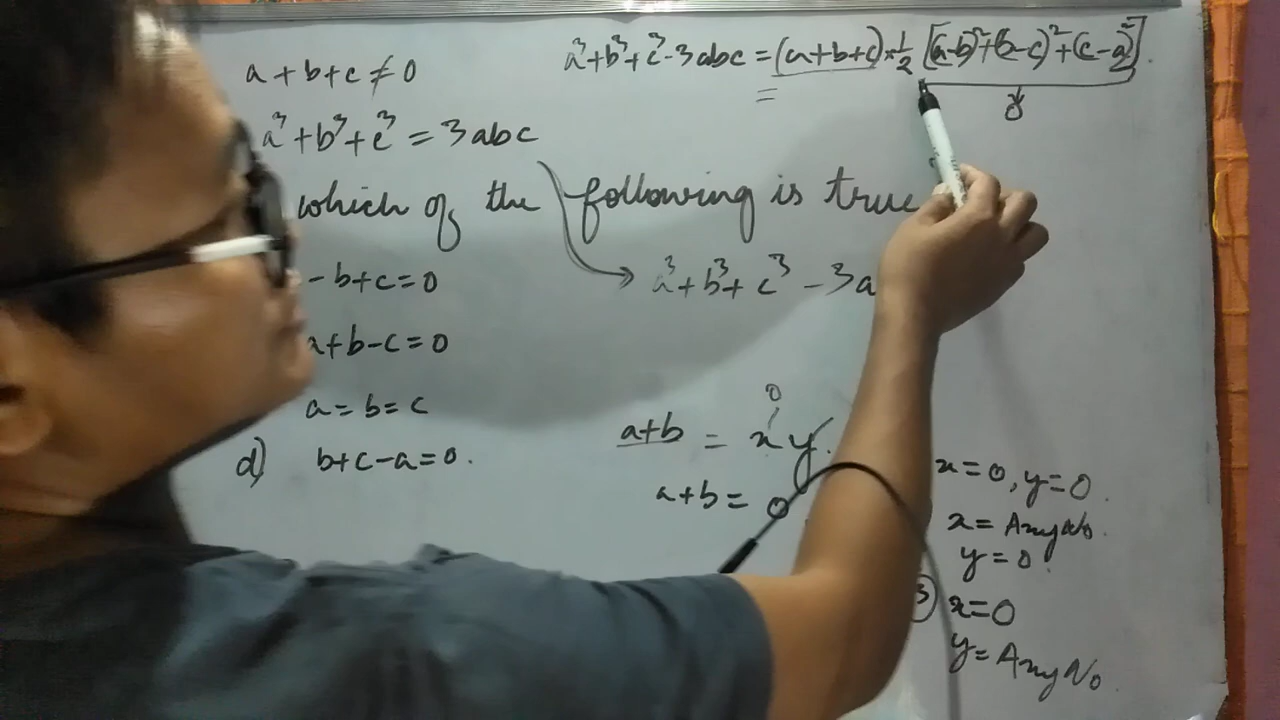 a + b + c ≠ 0
a³ + b³ + c³ = 3abc
which of the following is true
- b + c = 0
a + b - c = 0
a = b = c
d) b + c - a = 0.
a³ + b³ + c³ - 3abc = (a + b + c) × 1/2 [(a-b)² + (b-c)² + (c-a)²].
=
y
a³ + b³ + c³ - 3a
0
a + b = x y.
a + b = 0
x = 0, y = 0.
x = Any No.
y = 0.
3) x = 0
y = Any No.